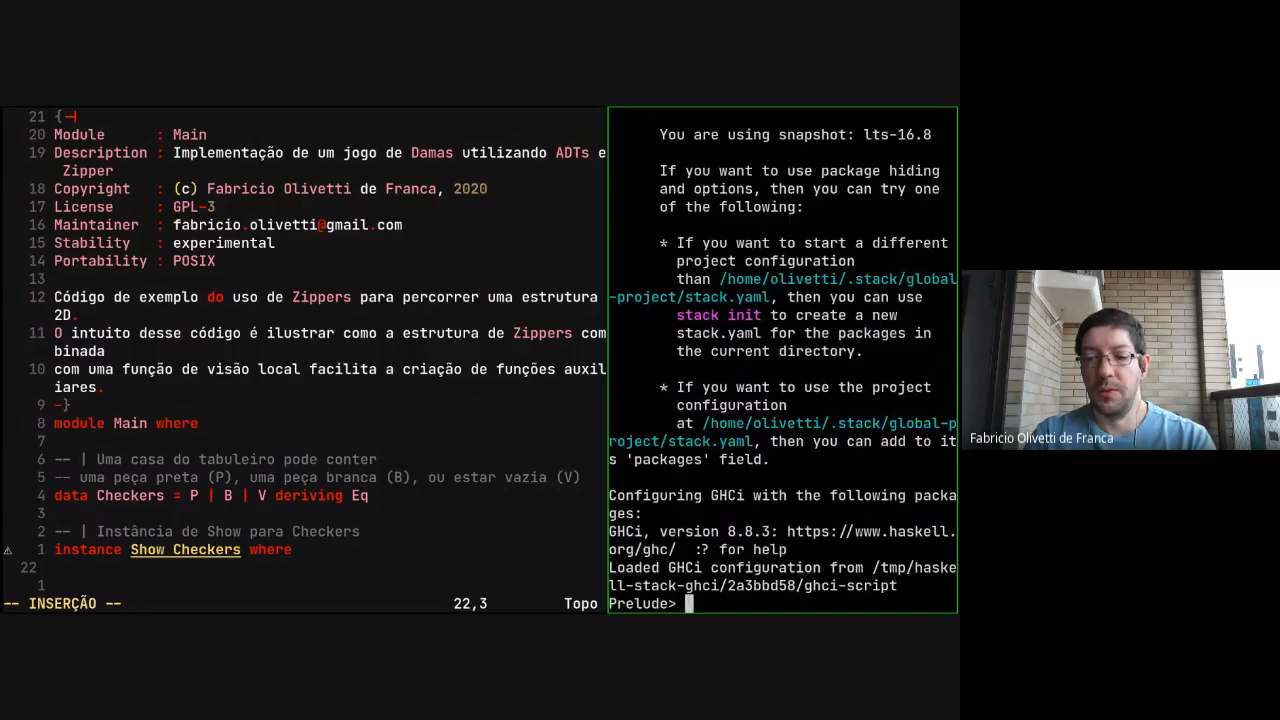 21 {-
20 Module : Main
19 Description : Implementação de um jogo de Damas utilizando ADTs e
Zipper
18 Copyright : (c) Fabricio Olivetti de Franca, 2020
17 License : GPL-3
16 Maintainer : fabricio.olivetti@gmail.com
15 Stability : experimental
14 Portability : POSIX
13
12 Código de exemplo do uso de Zippers para percorrer uma estrutura
2D.
11 O intuito desse código é ilustrar como a estrutura de Zippers com
binada
10 com uma função de visão local facilita a criação de funções auxil
iares.
9 -}
8 module Main where
7
6 -- | Uma casa do tabuleiro pode conter
5 -- uma peça preta (P), uma peça branca (B), ou estar vazia (V)
4 data Checkers = P | B | V deriving Eq
3
2 -- | Instância de Show para Checkers
⚠ 1 instance Show Checkers where
22
1
-- INSERÇÃO -- 22,3 Topo
You are using snapshot: lts-16.8
If you want to use package hiding
and options, then you can try one
of the following:
* If you want to start a different
project configuration
than /home/olivetti/.stack/global
-project/stack.yaml, then you can use
stack init to create a new
stack.yaml for the packages in
the current directory.
* If you want to use the project
configuration
at /home/olivetti/.stack/global-p
roject/stack.yaml, then you can add to it
s 'packages' field.
Configuring GHCi with the following packa
ges:
GHCi, version 8.8.3: https://www.haskell.
org/ghc/ :? for help
Loaded GHCi configuration from /tmp/haske
ll-stack-ghci/2a3bbd58/ghci-script
Prelude>
Fabricio Olivetti de Franca